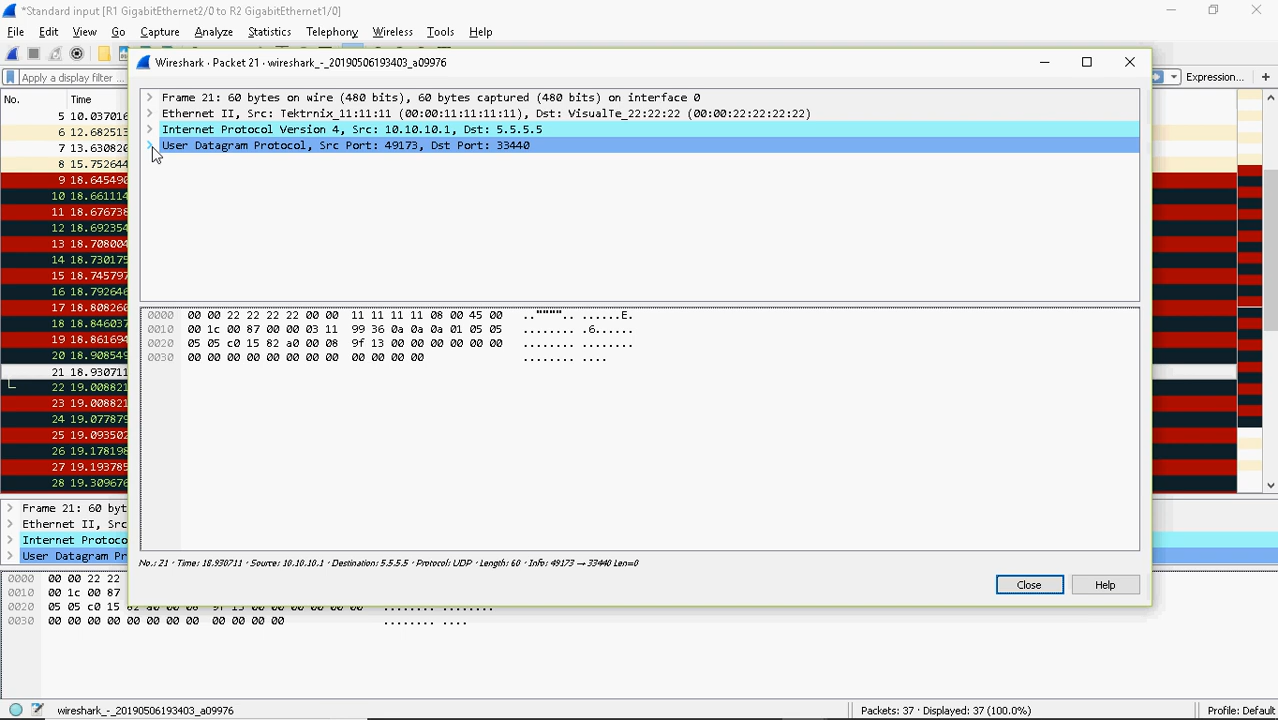 *Standard input [R1 GigabitEthernet2/0 to R2 GigabitEthernet1/0]
File Edit View Go Capture Analyze Statistics Telephony Wireless Tools Help
Wireshark · Packet 21 · wireshark_-_20190506193403_a09976
Apply a display filter ...
Expression... +
No. Time
Frame 21: 60 bytes on wire (480 bits), 60 bytes captured (480 bits) on interface 0
Ethernet II, Src: Tektrnix_11:11:11 (00:00:11:11:11:11), Dst: VisualTe_22:22:22 (00:00:22:22:22:22)
Internet Protocol Version 4, Src: 10.10.10.1, Dst: 5.5.5.5
User Datagram Protocol, Src Port: 49173, Dst Port: 33440
5 10.037016
6 12.682513
7 13.630820
8 15.752644
9 18.645490
10 18.661114
11 18.676738
12 18.692354
13 18.708004
14 18.730175
15 18.745797
16 18.792646
17 18.808260
18 18.846037
19 18.861694
20 18.908549
21 18.930711
22 19.008821
23 19.008821
24 19.077879
25 19.093502
26 19.178198
27 19.193785
28 19.309676
0000 00 00 22 22 22 22 00 00 11 11 11 11 08 00 45 00 .."""".. ......E.
0010 00 1c 00 87 00 00 03 11 99 36 0a 0a 0a 01 05 05 ........ .6......
0020 05 05 c0 15 82 a0 00 08 9f 13 00 00 00 00 00 00 ........ ........
0030 00 00 00 00 00 00 00 00 00 00 00 00 ........ ....
No.: 21 · Time: 18.930711 · Source: 10.10.10.1 · Destination: 5.5.5.5 · Protocol: UDP · Length: 60 · Info: 49173 → 33440 Len=0
Close Help
Frame 21: 60 byt
Ethernet II, Src
Internet Protoco
User Datagram Pr
0000 00 00 22 22
0010 00 1c 00 87
0020 05 05 c0 15 82 a0 00 08 9f 13 00 00 00 00 00 00 ........ ........
0030 00 00 00 00 00 00 00 00 00 00 00 00 ........ ....
wireshark_-_20190506193403_a09976
Packets: 37 · Displayed: 37 (100.0%)
Profile: Default